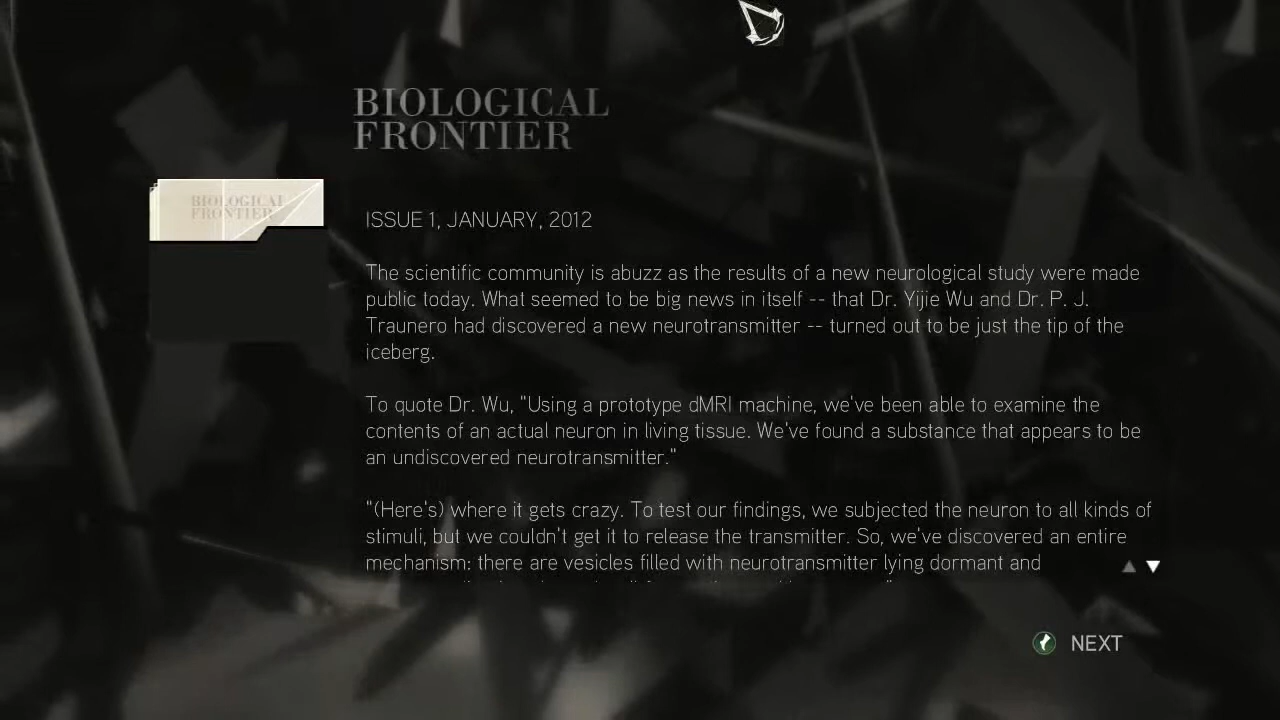 BIOLOGICAL
FRONTIER
BIOLOGICAL
FRONTIER
ISSUE 1, JANUARY, 2012
The scientific community is abuzz as the results of a new neurological study were made
public today. What seemed to be big news in itself -- that Dr. Yijie Wu and Dr. P. J.
Traunero had discovered a new neurotransmitter -- turned out to be just the tip of the
iceberg.
To quote Dr. Wu, "Using a prototype dMRI machine, we've been able to examine the
contents of an actual neuron in living tissue. We've found a substance that appears to be
an undiscovered neurotransmitter."
"(Here's) where it gets crazy. To test our findings, we subjected the neuron to all kinds of
stimuli, but we couldn't get it to release the transmitter. So, we've discovered an entire
mechanism: there are vesicles filled with neurotransmitter lying dormant and
NEXT